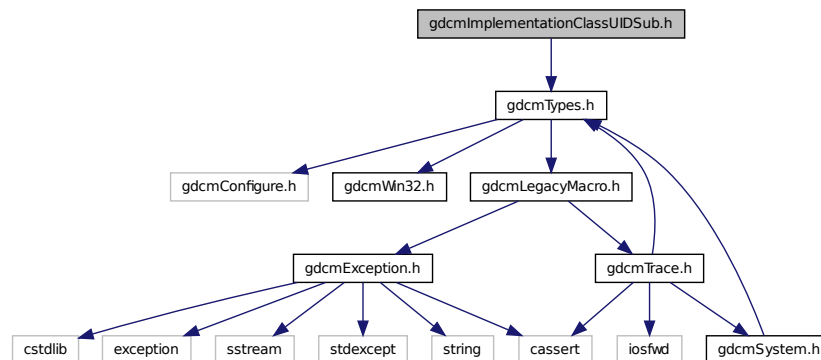 gdcmImplementationClassUIDSub.h
gdcmTypes.h
gdcmConfigure.h
gdcmWin32.h
gdcmLegacyMacro.h
gdcmException.h
gdcmTrace.h
cstdlib
exception
sstream
stdexcept
string
cassert
iosfwd
gdcmSystem.h